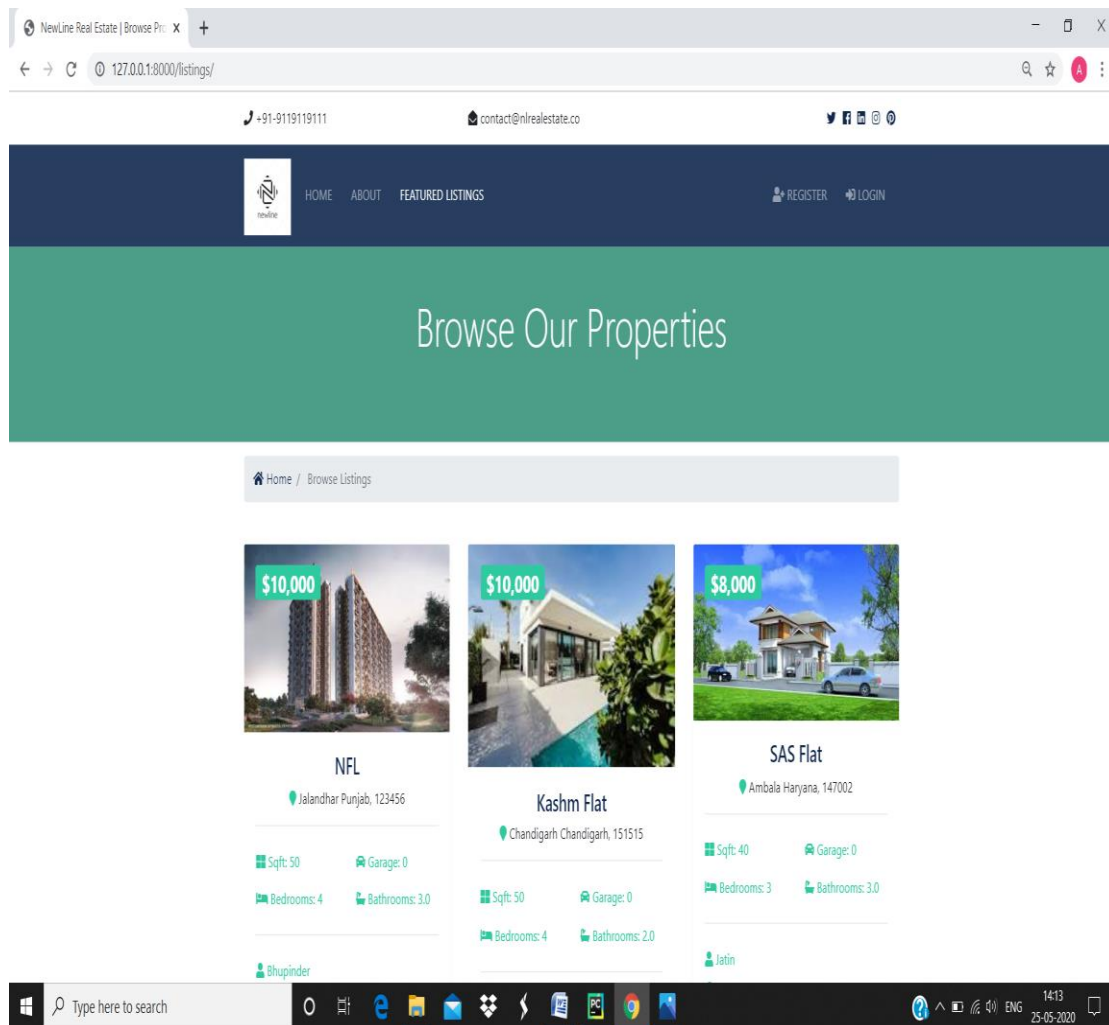 NewLine Real Estate | Browse Pro
127.0.0.1:8000/listings/
A
+91-9119119111
contact@nlrealestate.co
newline
HOME
ABOUT
FEATURED LISTINGS
REGISTER
LOGIN
Browse Our Properties
Home / Browse Listings
$10,000
NFL
Jalandhar Punjab, 123456
Sqft: 50
Garage: 0
Bedrooms: 4
Bathrooms: 3.0
Bhupinder
$10,000
Kashm Flat
Chandigarh Chandigarh, 151515
Sqft: 50
Garage: 0
Bedrooms: 4
Bathrooms: 2.0
$8,000
SAS Flat
Ambala Haryana, 147002
Sqft: 40
Garage: 0
Bedrooms: 3
Bathrooms: 3.0
Jatin
Type here to search
PC
ENG
14:13
25-05-2020